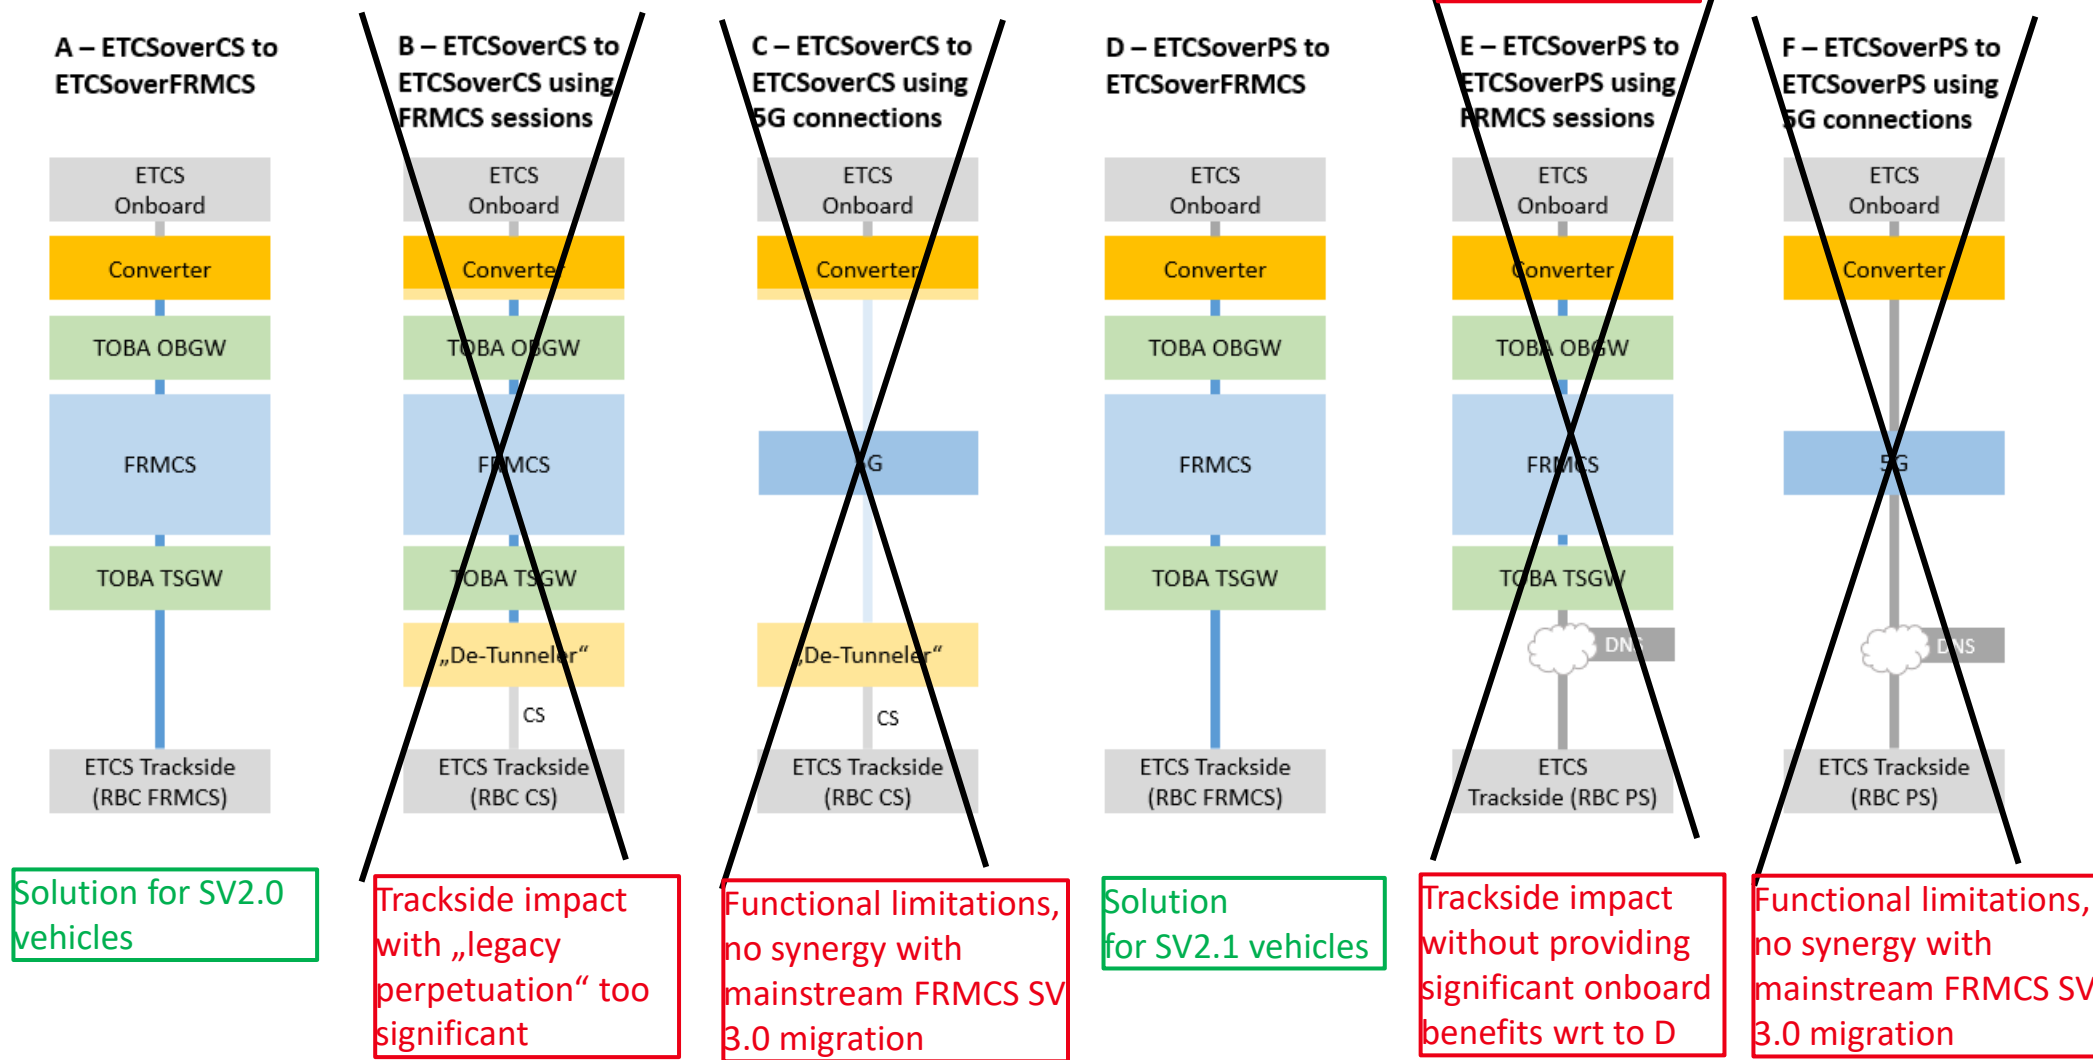 A – ETCSoverCS to
ETCSoverFRMCS
ETCS
Onboard
Converter
TOBA OBGW
FRMCS
TOBA TSGW
ETCS Trackside
(RBC FRMCS)
Solution for SV2.0
vehicles
B – ETCSoverCS to
ETCSoverCS using
FRMCS sessions
ETCS
Onboard
Converter
TOBA OBGW
FRMCS
TOBA TSGW
„De-Tunneler“
CS
ETCS Trackside
(RBC CS)
Trackside impact
with „legacy
perpetuation“ too
significant
C – ETCSoverCS to
ETCSoverCS using
5G connections
ETCS
Onboard
Converter
5G
„De-Tunneler“
CS
ETCS Trackside
(RBC CS)
Functional limitations,
no synergy with
mainstream FRMCS SV
3.0 migration
D – ETCSoverPS to
ETCSoverFRMCS
ETCS
Onboard
Converter
TOBA OBGW
FRMCS
TOBA TSGW
ETCS Trackside
(RBC FRMCS)
Solution
for SV2.1 vehicles
E – ETCSoverPS to
ETCSoverPS using
FRMCS sessions
ETCS
Onboard
Converter
TOBA OBGW
FRMCS
TOBA TSGW
DNS
ETCS
Trackside (RBC PS)
Trackside impact
without providing
significant onboard
benefits wrt to D
F – ETCSoverPS to
ETCSoverPS using
5G connections
ETCS
Onboard
Converter
5G
DNS
ETCS Trackside
(RBC PS)
Functional limitations,
no synergy with
mainstream FRMCS SV
3.0 migration